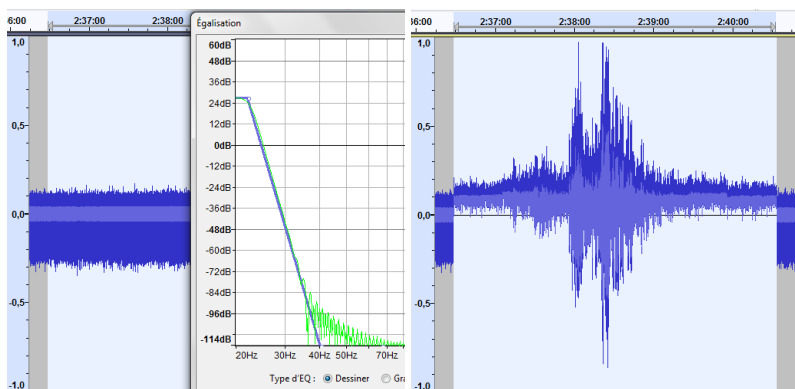 6:00 2:37:00 2:38:00
1,0
0,5-
0,0-
-0,5-
-1,0
Égalisation
60dB
48dB
36dB
24dB
12dB
0dB
-12dB
-24dB
-36dB
-48dB
-60dB
-72dB
-84dB
-96dB
-114dB
20Hz 30Hz 40Hz 50Hz 70Hz
Type d'EQ : Dessiner Gra
36:00 2:37:00 2:38:00 2:39:00 2:40:00
1,0
0,5-
0,0-
-0,5-
-1,0